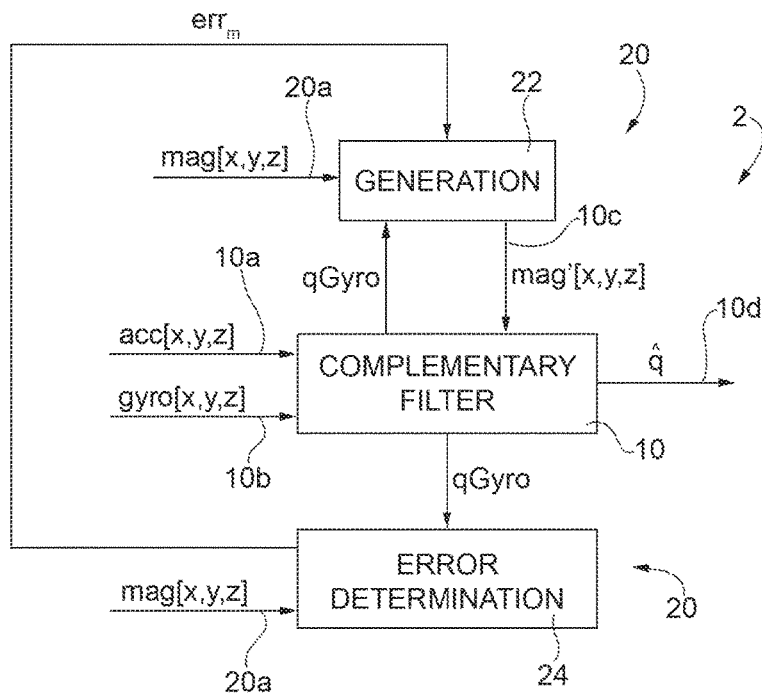 err_m
20a
22
20
2
mag[x,y,z]
GENERATION
10c
10a
qGyro
mag'[x,y,z]
10d
acc[x,y,z]
COMPLEMENTARY
FILTER
q̂
gyro[x,y,z]
10b
10
qGyro
ERROR
DETERMINATION
mag[x,y,z]
20
20a
24